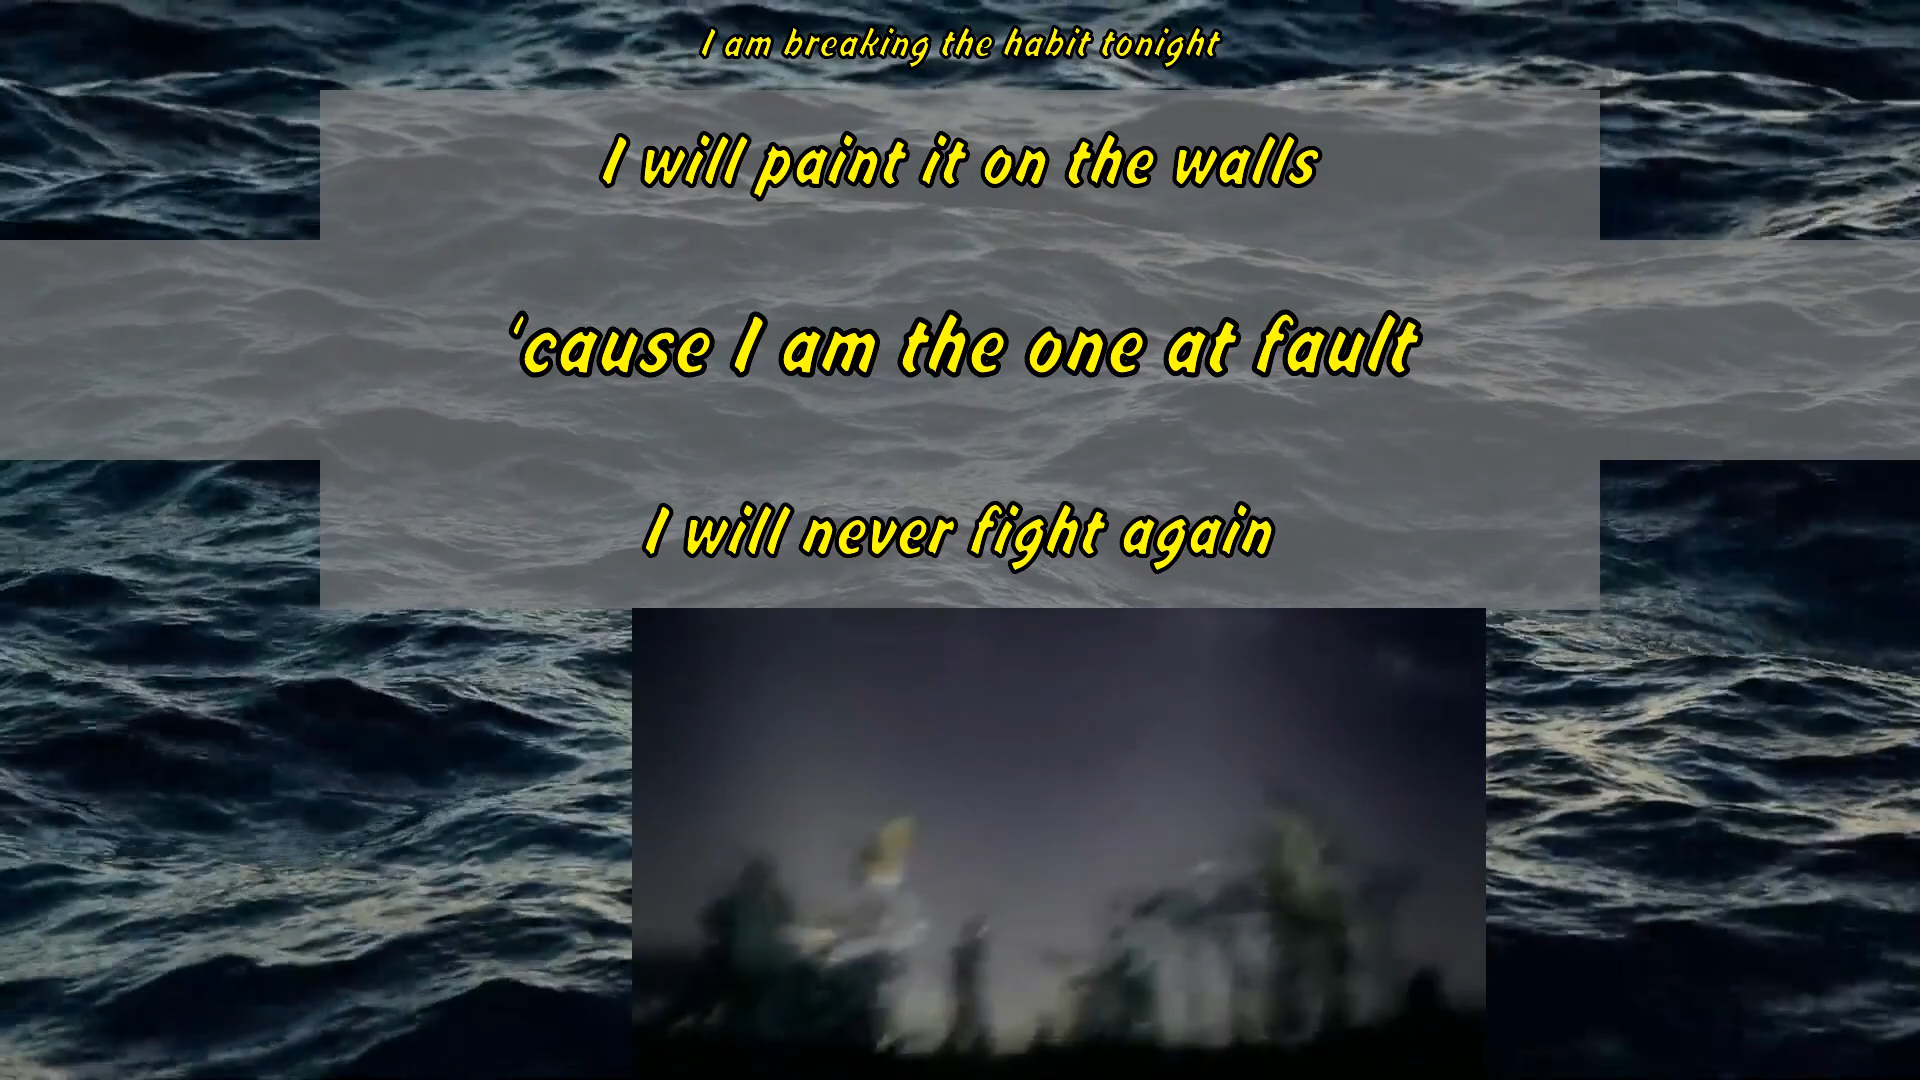 I am breaking the habit tonight
I will paint it on the walls
'cause I am the one at fault
I will never fight again